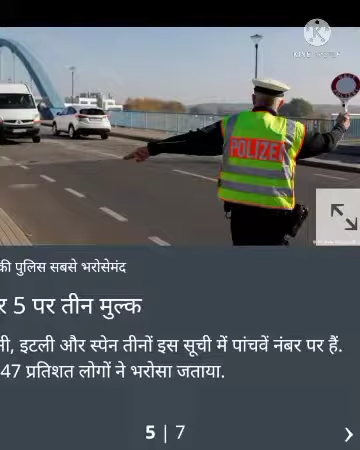 POLIZEI
की पुलिस सबसे भरोसेमंद
र 5 पर तीन मुल्क
नी, इटली और स्पेन तीनों इस सूची में पांचवें नंबर पर हैं.
47 प्रतिशत लोगों ने भरोसा जताया.
5 | 7